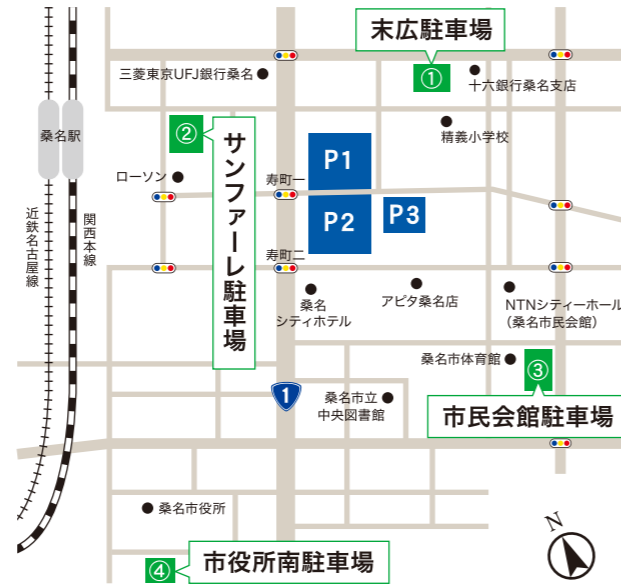 末広駐車場
三菱東京UFJ銀行桑名
①
十六銀行桑名支店
②
桑名駅
精義小学校
サンファーレ駐車場
P1
ローソン
寿町一
P2
P3
近鉄名古屋線
関西本線
寿町二
桑名
シティホテル
アピタ桑名店
NTNシティーホール
（桑名市民会館）
桑名市体育館
③
1
桑名市立
中央図書館
市民会館駐車場
桑名市役所
N
④
市役所南駐車場